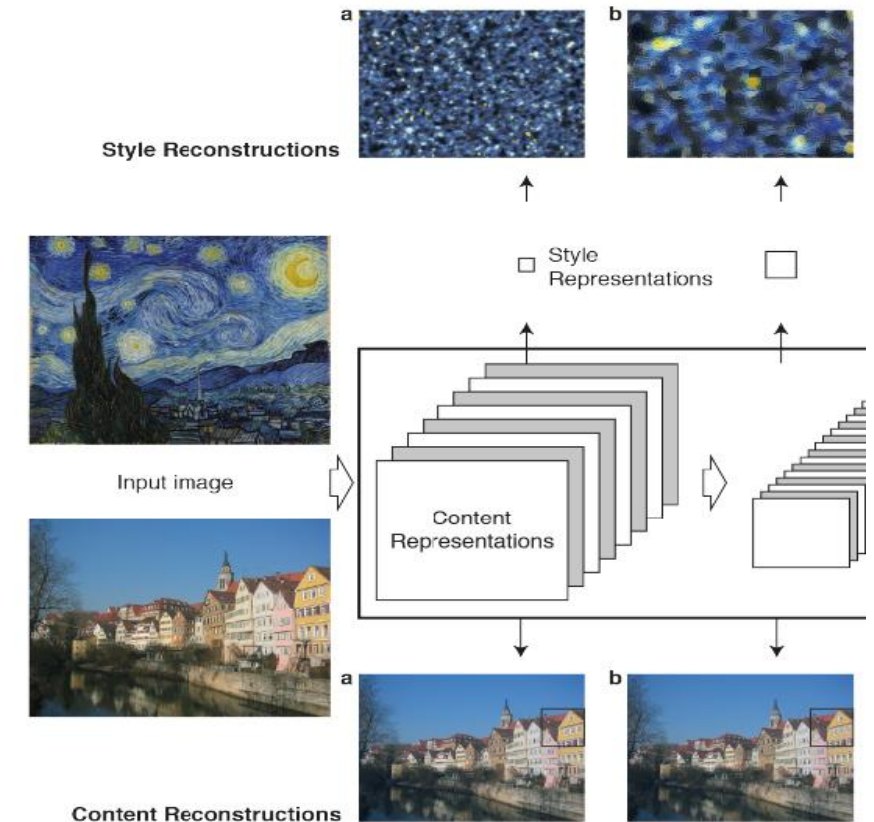 a
b
Style Reconstructions
Style
Representations
Input image
Content
Representations
a
b
Content Reconstructions